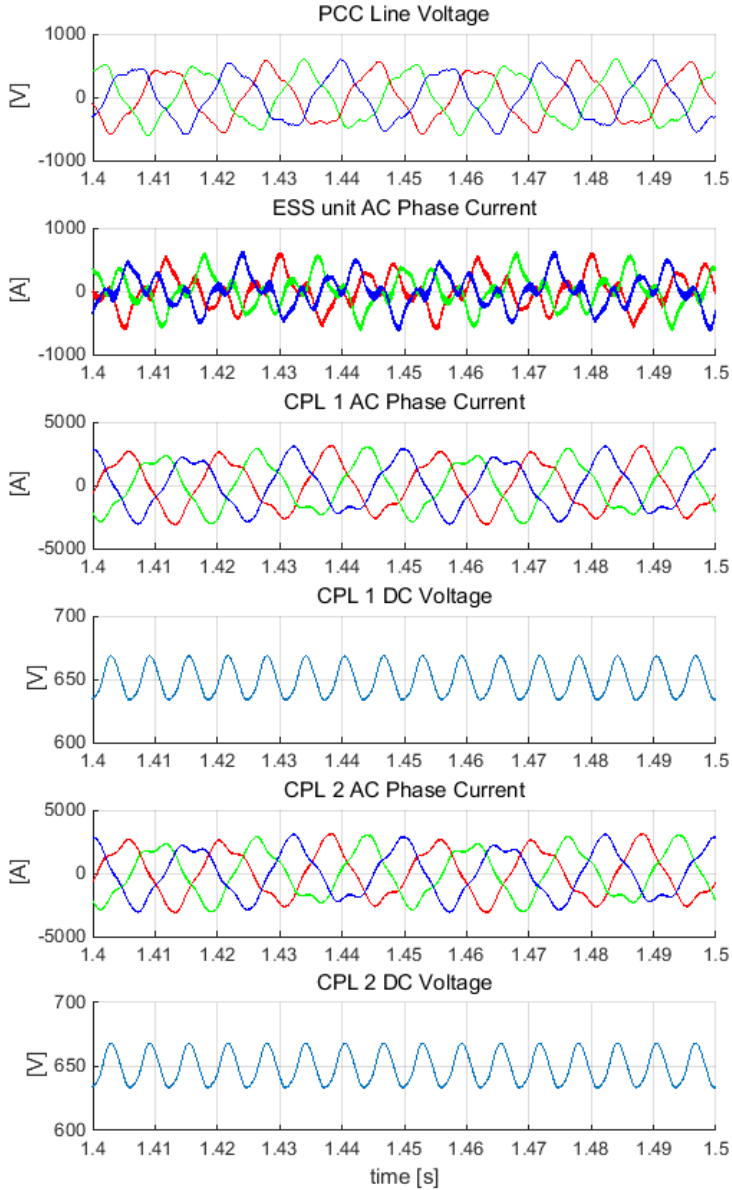 PCC Line Voltage
1000
0
-1000
[V]
1.4 1.41 1.42 1.43 1.44 1.45 1.46 1.47 1.48 1.49 1.5
ESS unit AC Phase Current
1000
0
-1000
[A]
1.4 1.41 1.42 1.43 1.44 1.45 1.46 1.47 1.48 1.49 1.5
CPL 1 AC Phase Current
5000
0
-5000
[A]
1.4 1.41 1.42 1.43 1.44 1.45 1.46 1.47 1.48 1.49 1.5
CPL 1 DC Voltage
700
650
600
[V]
1.4 1.41 1.42 1.43 1.44 1.45 1.46 1.47 1.48 1.49 1.5
CPL 2 AC Phase Current
5000
0
-5000
[A]
1.4 1.41 1.42 1.43 1.44 1.45 1.46 1.47 1.48 1.49 1.5
CPL 2 DC Voltage
700
650
600
[V]
1.4 1.41 1.42 1.43 1.44 1.45 1.46 1.47 1.48 1.49 1.5
time [s]